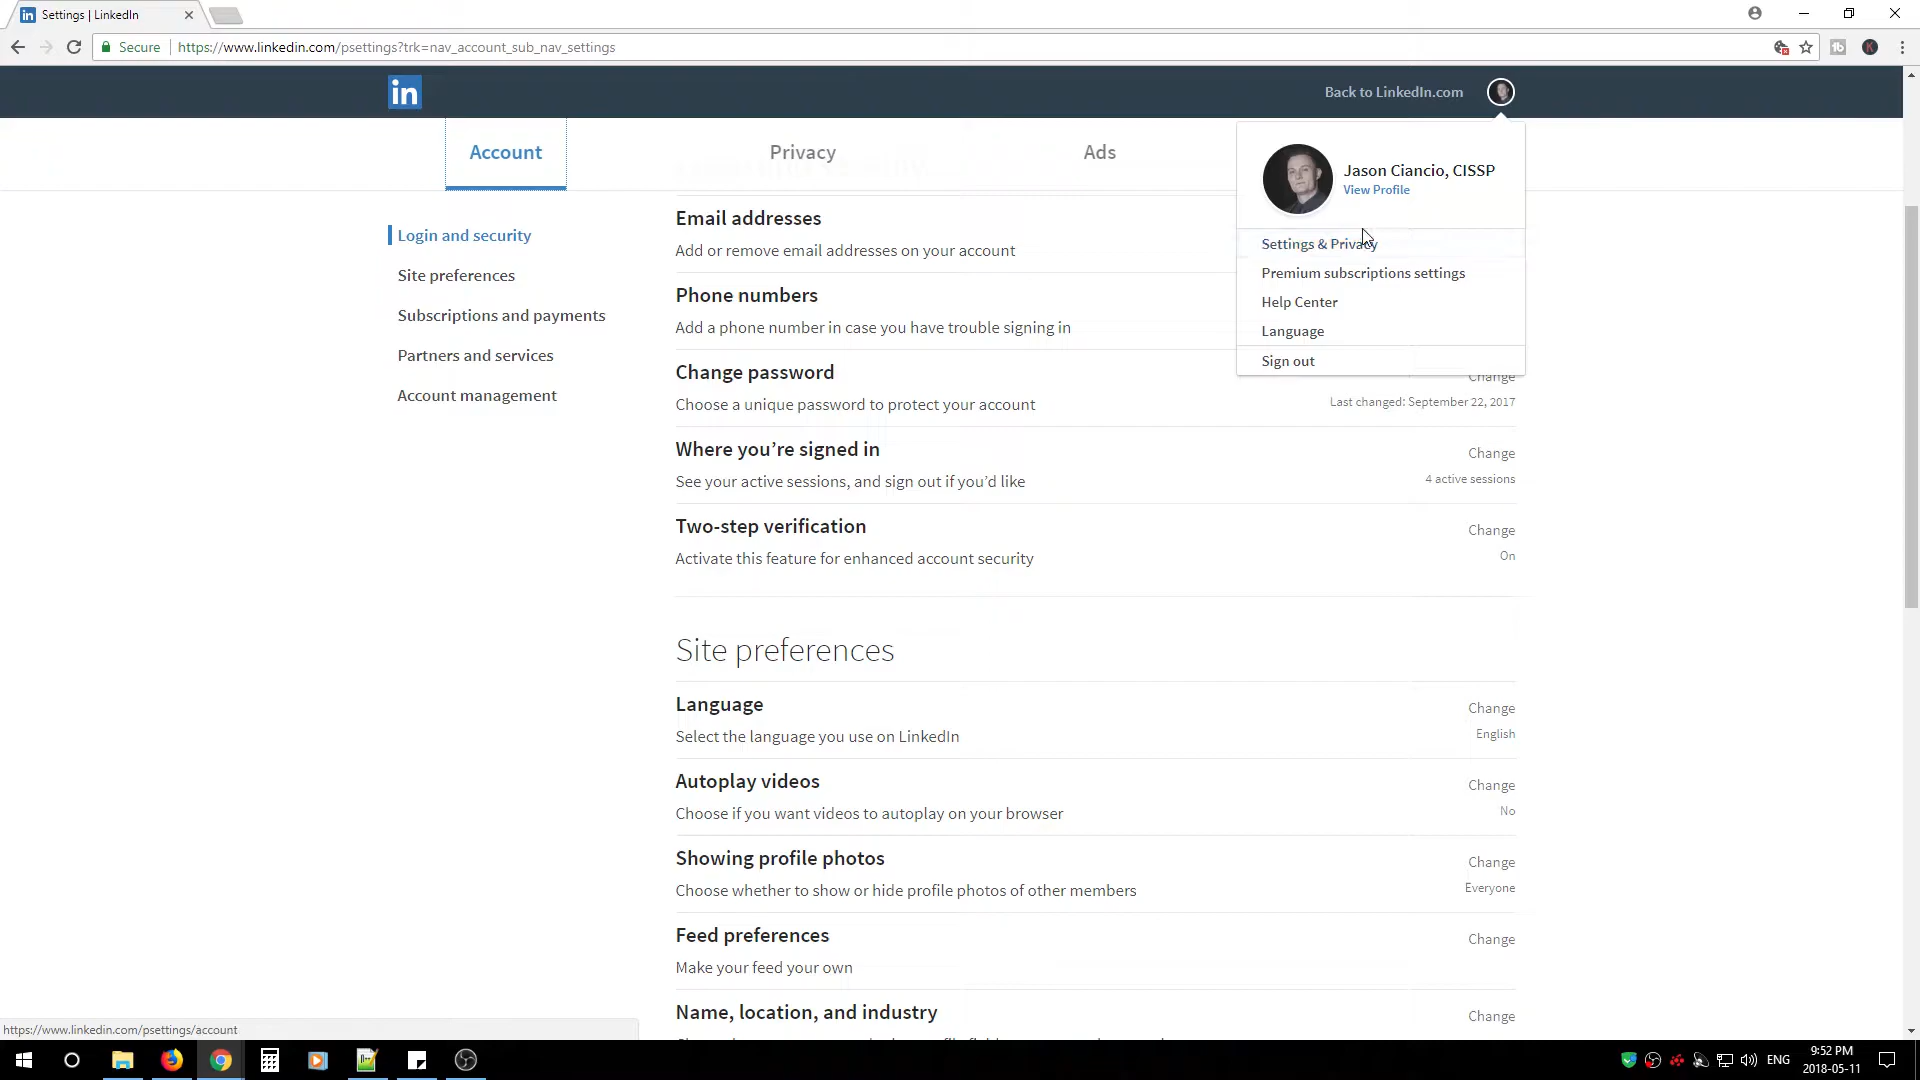 Settings | LinkedIn
Secure
https://www.linkedin.com/psettings?trk=nav_account_sub_nav_settings
in
Back to LinkedIn.com
Account
Privacy
Ads
Jason Ciancio, CISSP
View Profile
Settings & Privacy
Premium subscriptions settings
Help Center
Language
Sign out
Login and security
Site preferences
Subscriptions and payments
Partners and services
Account management
Email addresses
Add or remove email addresses on your account
Phone numbers
Add a phone number in case you have trouble signing in
Change password
Change
Choose a unique password to protect your account
Last changed: September 22, 2017
Where you’re signed in
Change
See your active sessions, and sign out if you’d like
4 active sessions
Two-step verification
Change
Activate this feature for enhanced account security
On
Site preferences
Language
Change
Select the language you use on LinkedIn
English
Autoplay videos
Change
Choose if you want videos to autoplay on your browser
No
Showing profile photos
Change
Choose whether to show or hide profile photos of other members
Everyone
Feed preferences
Change
Make your feed your own
Name, location, and industry
Change
https://www.linkedin.com/psettings/account
ENG
9:52 PM
2018-05-11